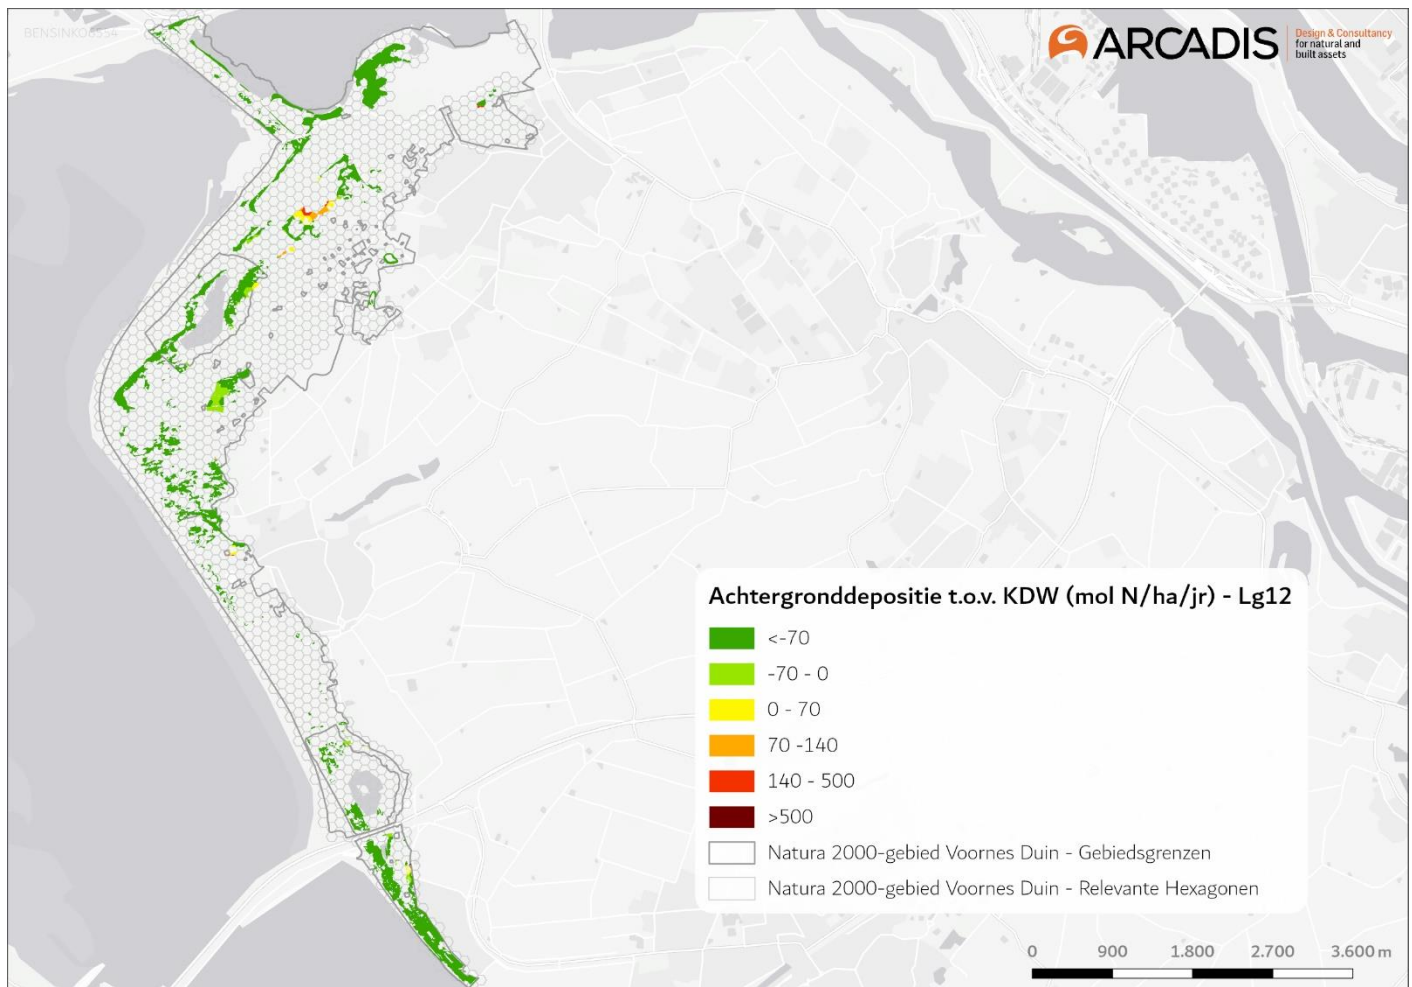 BENSINKO6554
ARCADIS
Design & Consultancy
for natural and
built assets
Achtergronddepositie t.o.v. KDW (mol N/ha/jr) - Lg12
<-70
-70 - 0
0 - 70
70 -140
140 - 500
>500
Natura 2000-gebied Voornes Duin - Gebiedsgrenzen
Natura 2000-gebied Voornes Duin - Relevante Hexagonen
0 900 1.800 2.700 3.600 m